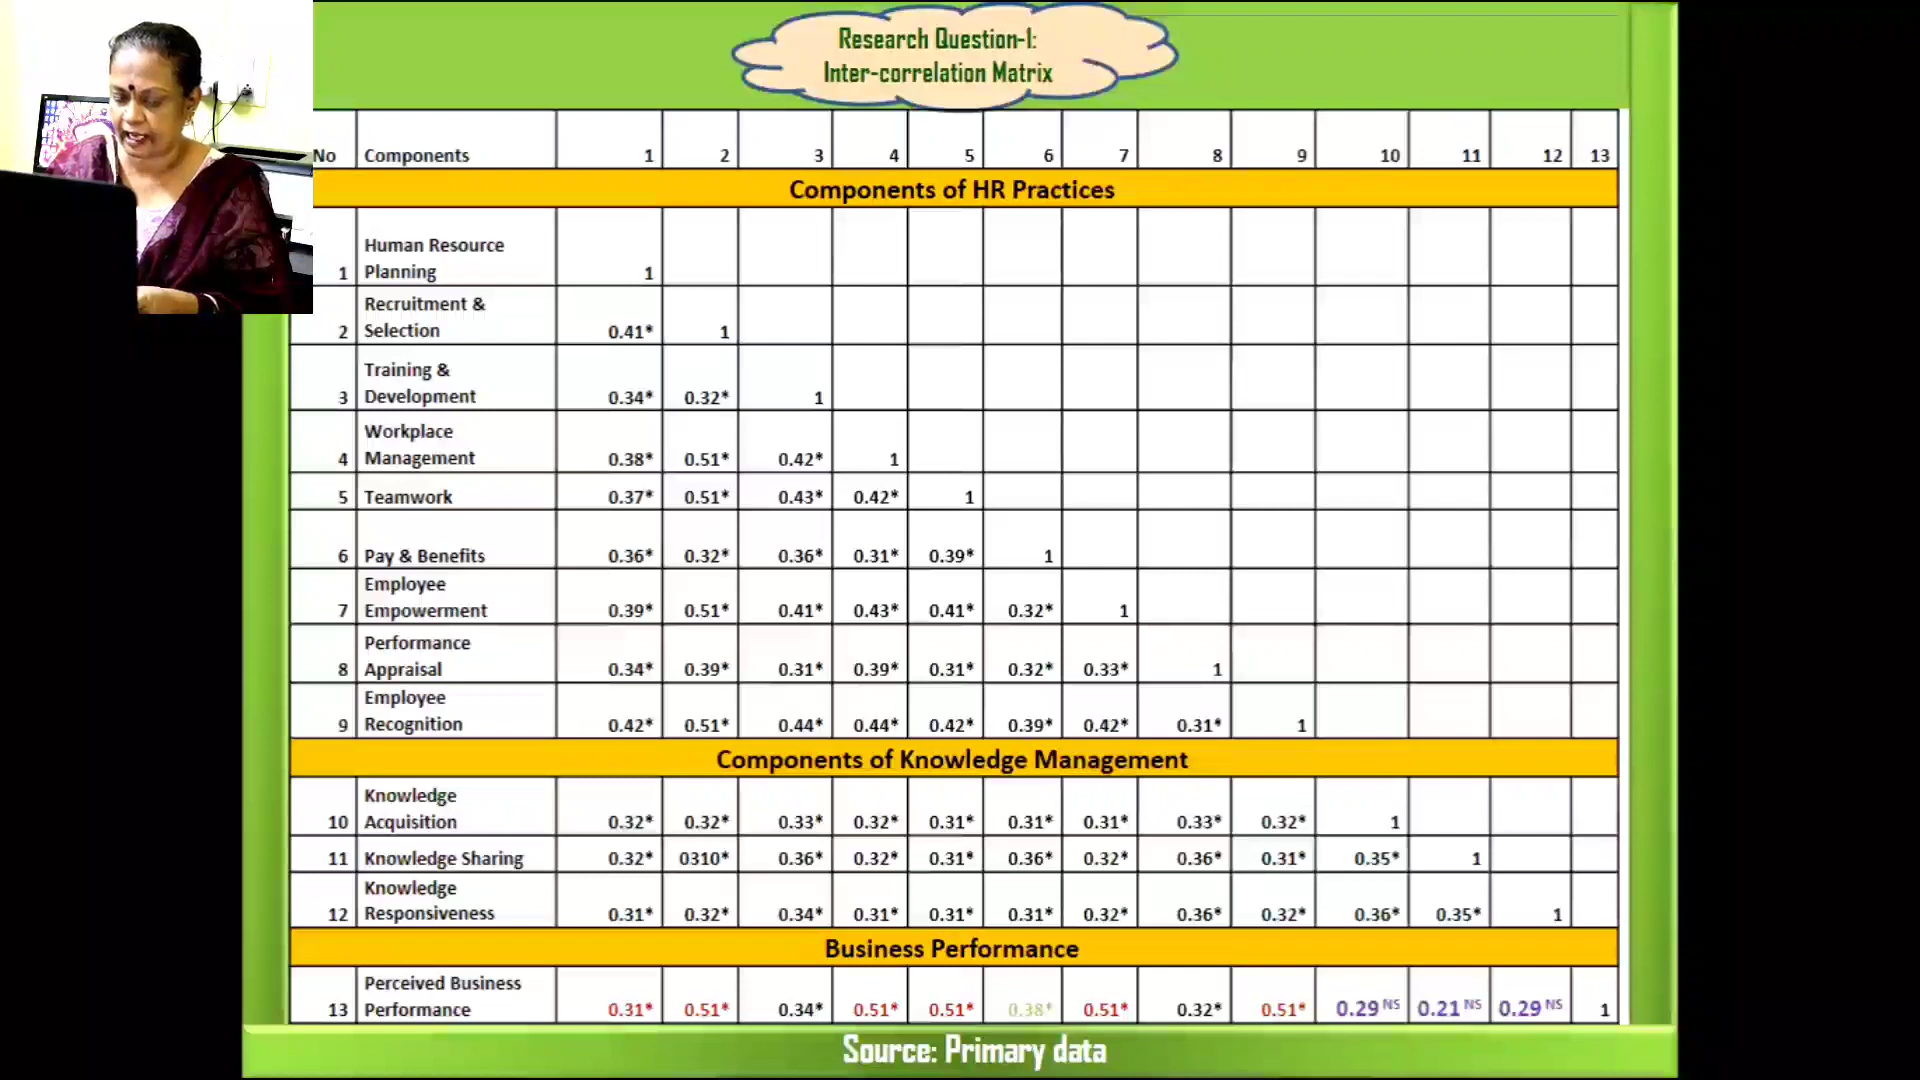 Research Question-1:
Inter-correlation Matrix
No Components 1 2 3 4 5 6 7 8 9 10 11 12 13
Components of HR Practices
Human Resource
1 Planning 1
Recruitment &
2 Selection 0.41* 1
Training &
3 Development 0.34* 0.32* 1
Workplace
4 Management 0.38* 0.51* 0.42* 1
5 Teamwork 0.37* 0.51* 0.43* 0.42* 1
6 Pay & Benefits 0.36* 0.32* 0.36* 0.31* 0.39* 1
Employee
7 Empowerment 0.39* 0.51* 0.41* 0.43* 0.41* 0.32* 1
Performance
8 Appraisal 0.34* 0.39* 0.31* 0.39* 0.31* 0.32* 0.33* 1
Employee
9 Recognition 0.42* 0.51* 0.44* 0.44* 0.42* 0.39* 0.42* 0.31* 1
Components of Knowledge Management
Knowledge
10 Acquisition 0.32* 0.32* 0.33* 0.32* 0.31* 0.31* 0.31* 0.33* 0.32* 1
11 Knowledge Sharing 0.32* 0310* 0.36* 0.32* 0.31* 0.36* 0.32* 0.36* 0.31* 0.35* 1
Knowledge
12 Responsiveness 0.31* 0.32* 0.34* 0.31* 0.31* 0.31* 0.32* 0.36* 0.32* 0.36* 0.35* 1
Business Performance
Perceived Business
13 Performance 0.31* 0.51* 0.34* 0.51* 0.51* 0.38* 0.51* 0.32* 0.51* 0.29 NS 0.21 NS 0.29 NS 1
Source: Primary data